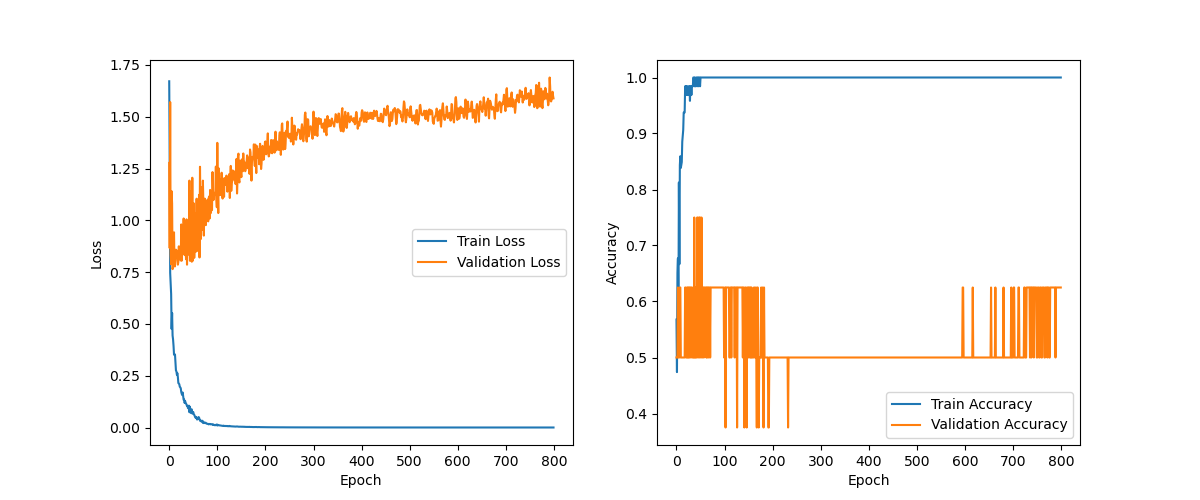 1.75
1.50
1.25
1.00
0.75
0.50
0.25
0.00
Loss
0 100 200 300 400 500 600 700 800
Epoch
Train Loss
Validation Loss
1.0
0.9
0.8
0.7
0.6
0.5
0.4
Accuracy
0 100 200 300 400 500 600 700 800
Epoch
Train Accuracy
Validation Accuracy